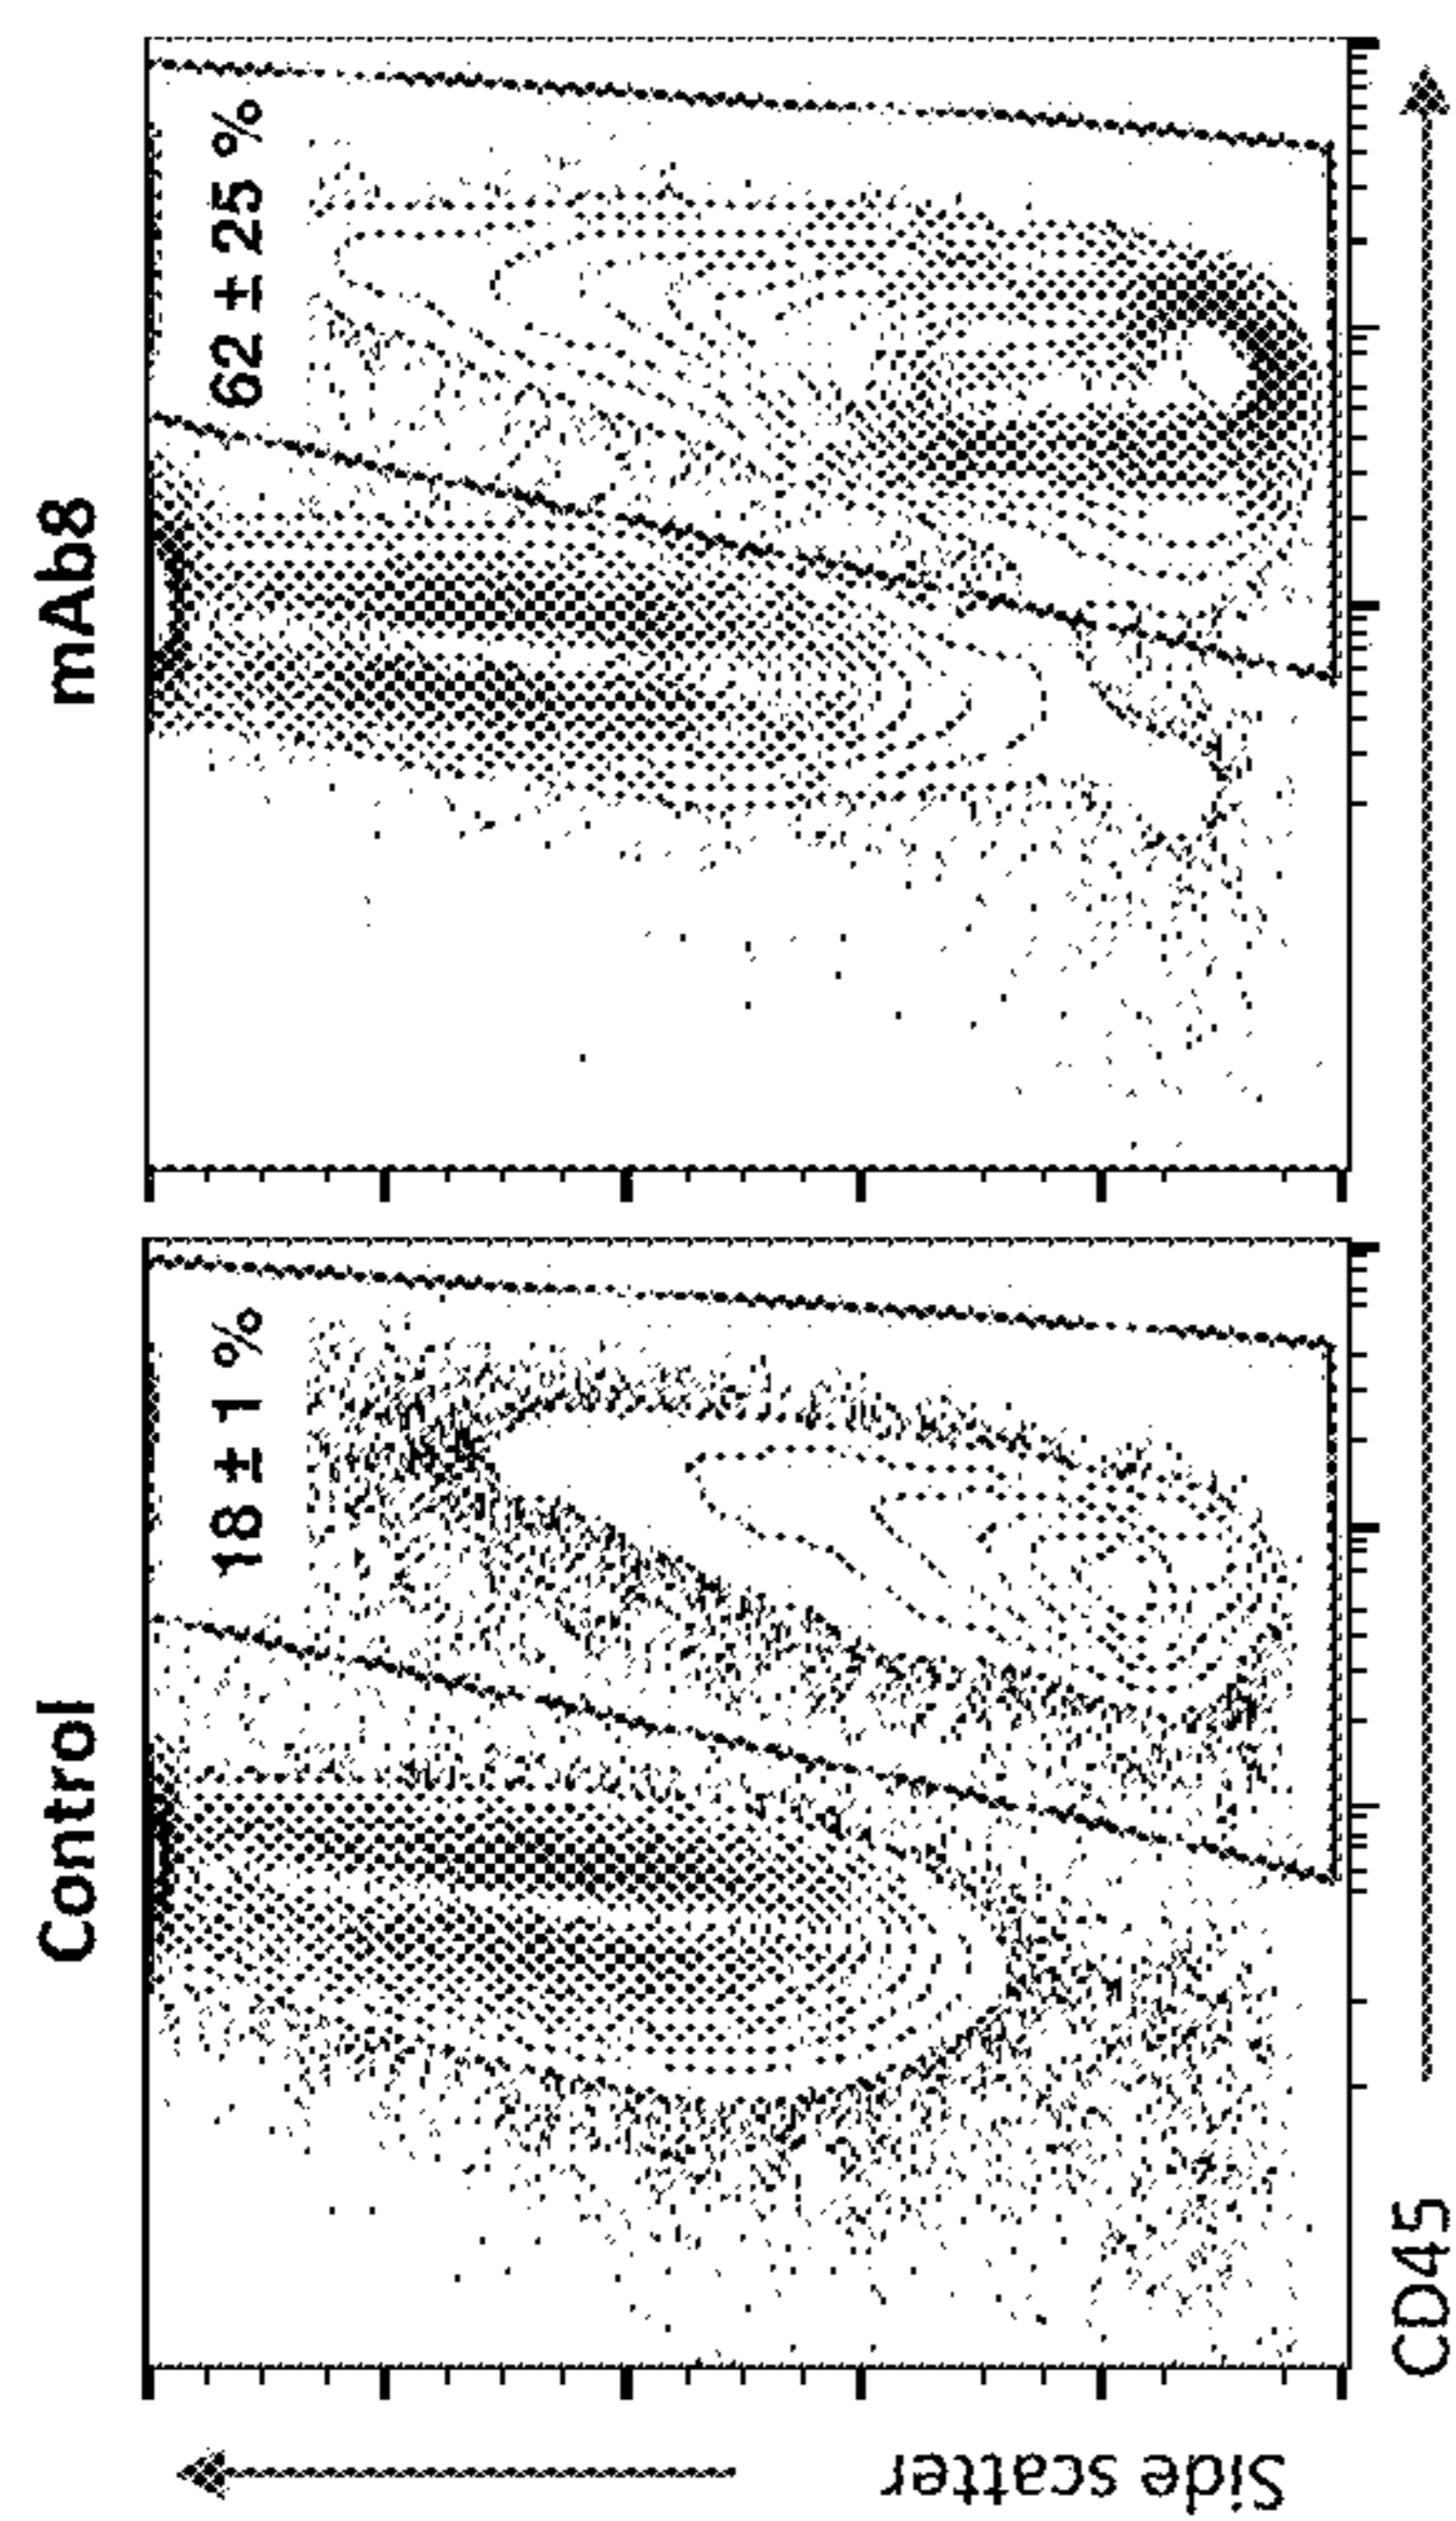 Control
mAb8
18 ± 1 %
62 ± 25 %
Side scatter
CD45